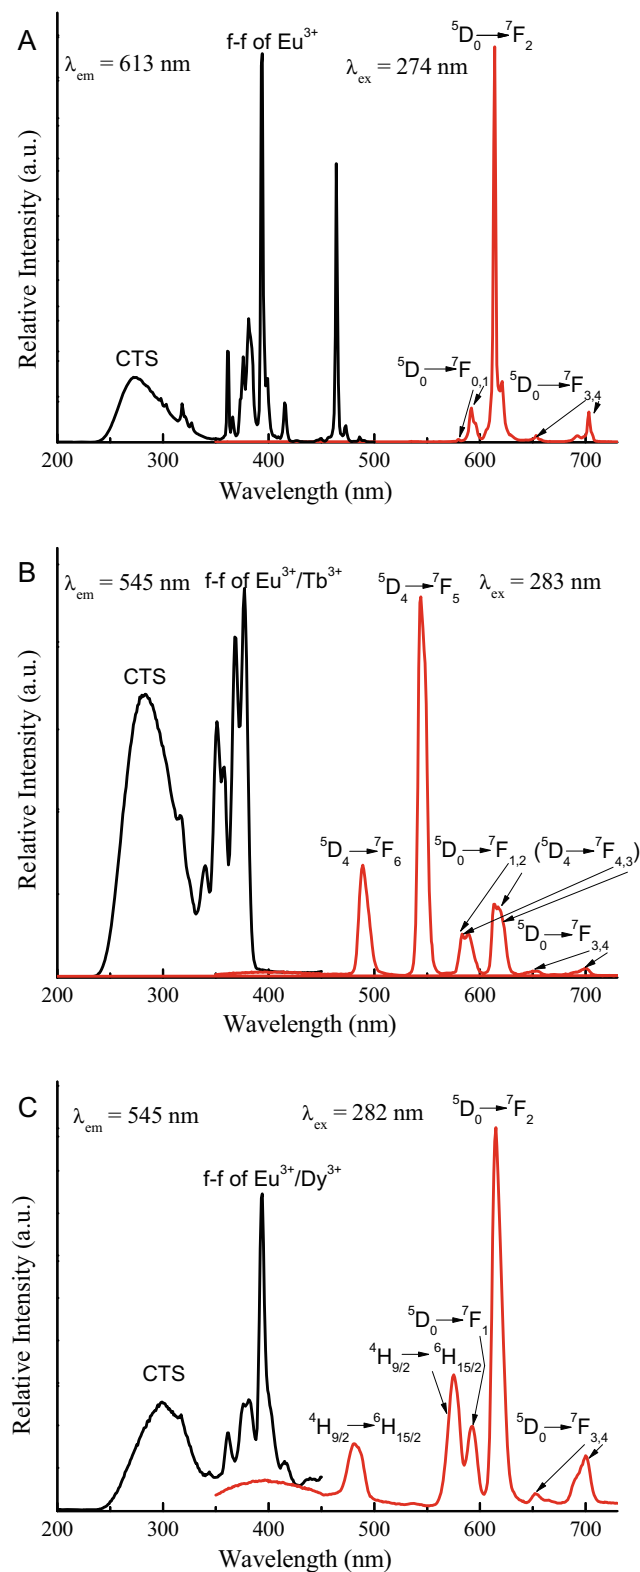 A
f-f of Eu³⁺
⁵D₀→⁷F₂
λem = 613 nm
λex = 274 nm
CTS
⁵D₀→⁷F₀,₁
⁵D₀→⁷F₃,₄
Relative Intensity (a.u.)
200 300 400 500 600 700
Wavelength (nm)
B
λem = 545 nm
f-f of Eu³⁺/Tb³⁺
⁵D₄→⁷F₅
λex = 283 nm
CTS
⁵D₄→⁷F₆
⁵D₀→⁷F₁,₂
(⁵D₄→⁷F₄,₃)
⁵D₀→⁷F₃,₄
Relative Intensity (a.u.)
200 300 400 500 600 700
Wavelength (nm)
C
λem = 545 nm
λex = 282 nm
⁵D₀→⁷F₂
f-f of Eu³⁺/Dy³⁺
⁵D₀→⁷F₁
⁴H₉/₂→⁶H₁₅/₂
CTS
⁴H₉/₂→⁶H₁₅/₂
⁵D₀→⁷F₃,₄
Relative Intensity (a.u.)
200 300 400 500 600 700
Wavelength (nm)